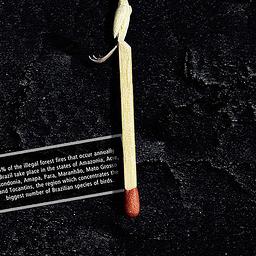 % of the illegal forest fires that occur annually
Brazil take place in the states of Amazonia, Acre,
ondonia, Amapa, Para, Maranhão, Mato Grosso
and Tocantins, the region which concentrates the
biggest number of Brazilian species of birds.